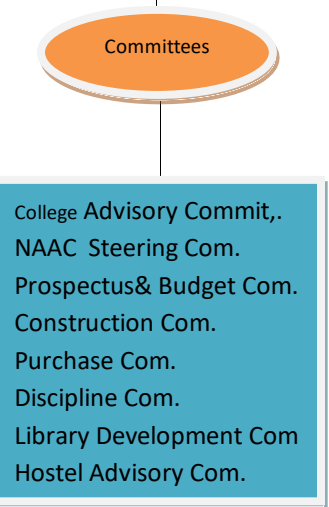 Committees
College Advisory Commit,.
NAAC  Steering Com.
Prospectus& Budget Com.
Construction Com.
Purchase Com.
Discipline Com.
Library Development Com
Hostel Advisory Com.